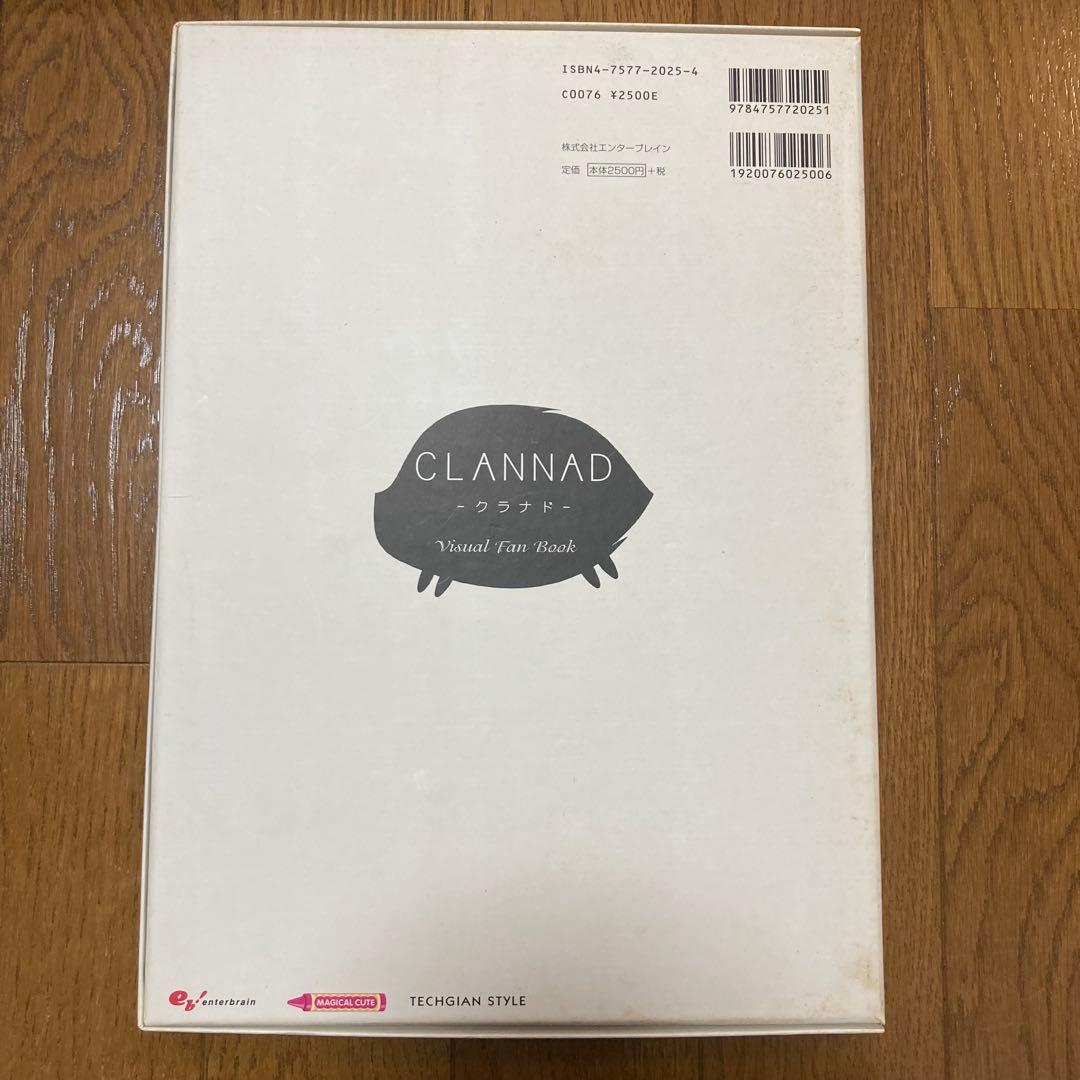 ISBN4-7577-2025-4
C0076 ¥2500E
9784757720251
株式会社エンターブレイン
定価 本体2500円+税
1920076025006
CLANNAD
-クラナド-
Visual Fan Book
eb! enterbrain
MAGICAL CUTE
TECHGIAN STYLE